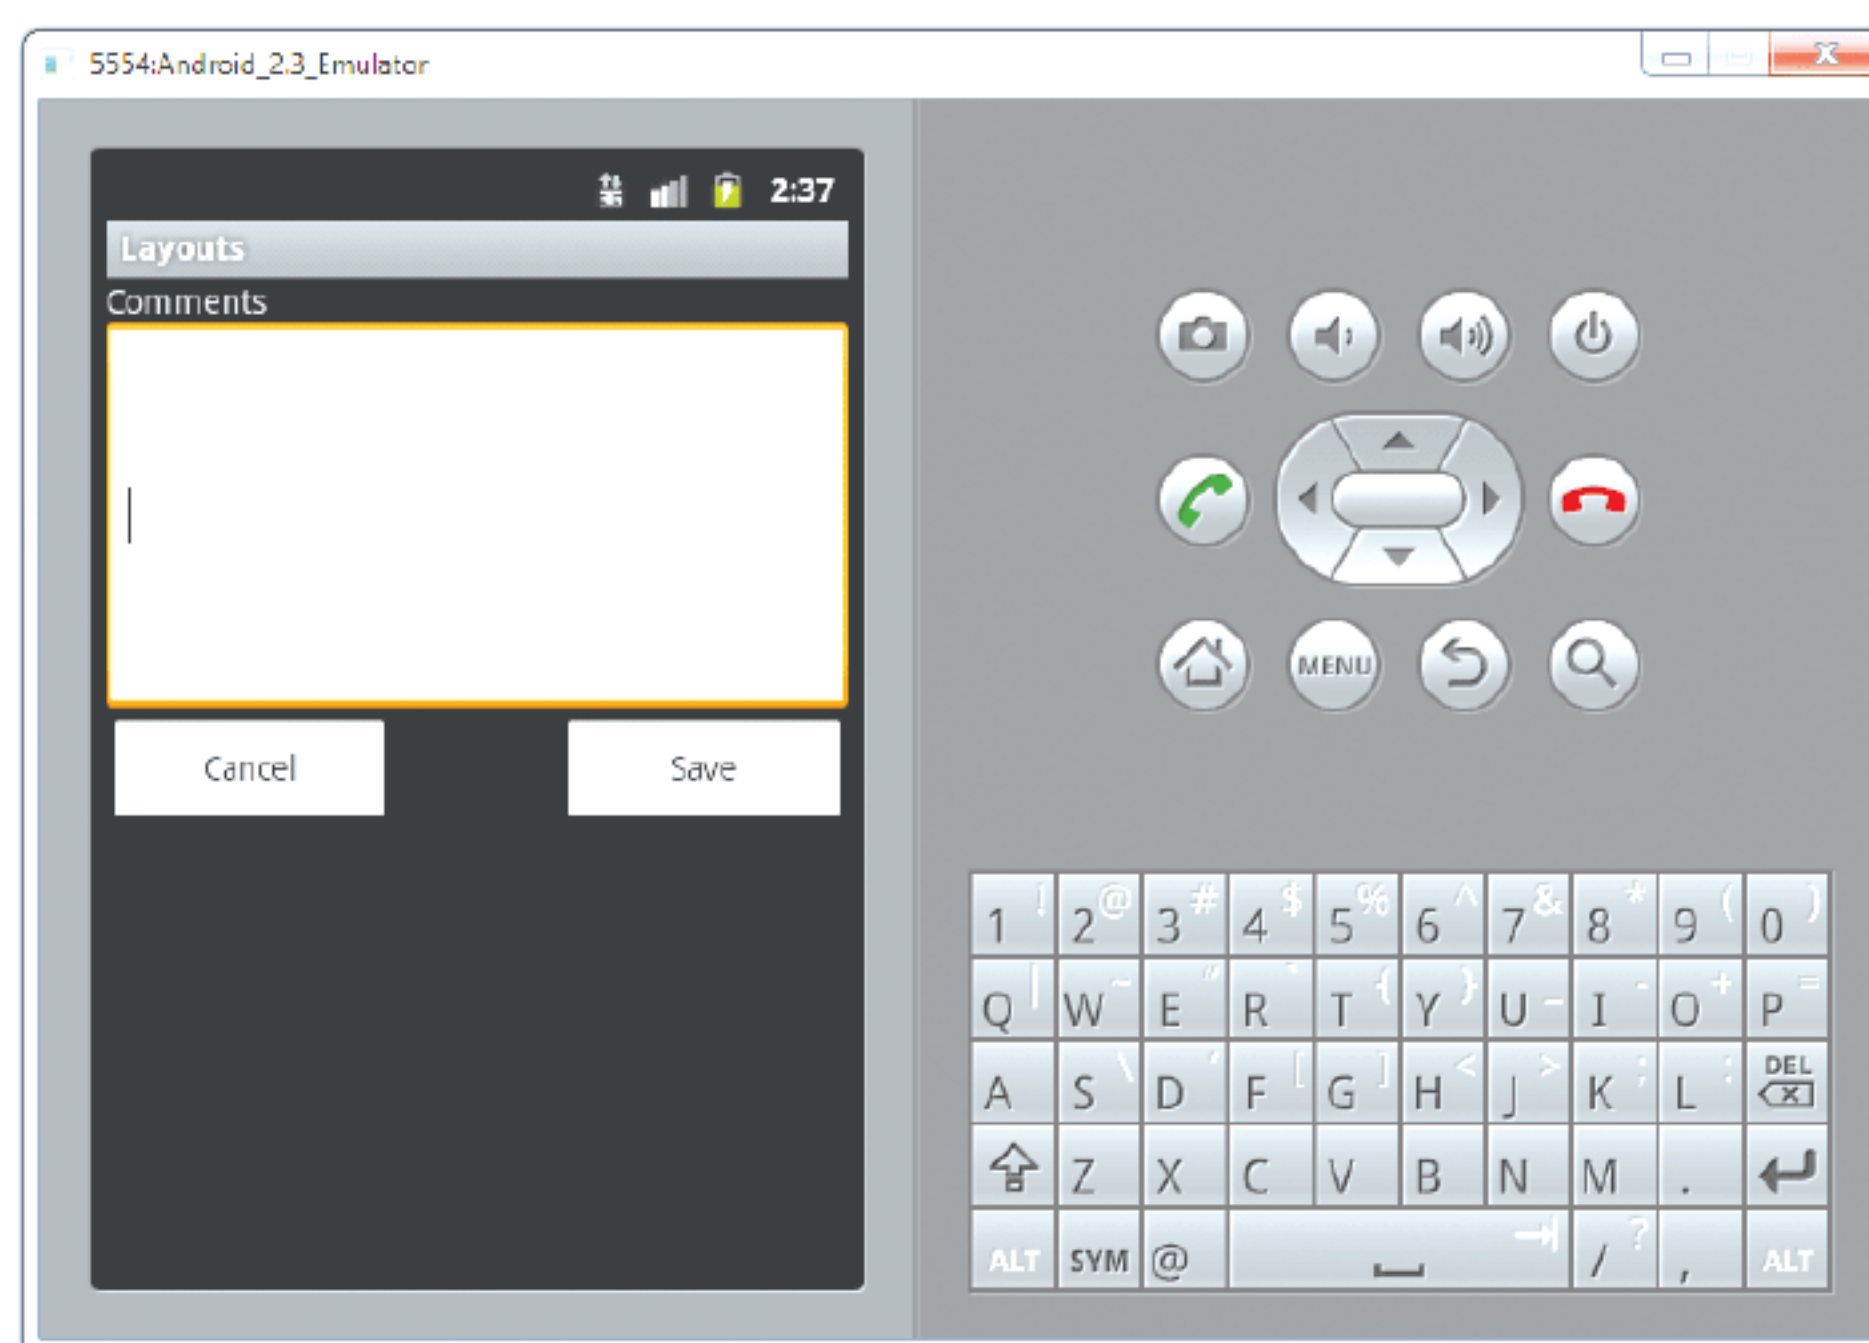 5554:Android_2.3_Emulator
2:37
Layouts
Comments
Cancel
Save
MENU
1 ! 2 @ 3 # 4 $ 5 % 6 ^ 7 & 8 * 9 ( 0 )
Q | W ~ E " R ` T { Y } U _ I - O + P =
A S \ D ' F [ G ] H < J > K ; L : DEL
Z X C V B N M .
ALT SYM @ / ? , ALT